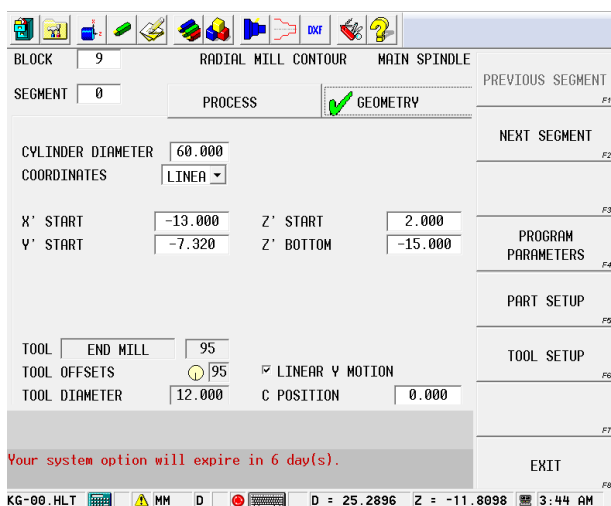 DXF
BLOCK 9 RADIAL MILL CONTOUR MAIN SPINDLE
SEGMENT 0
PROCESS GEOMETRY
CYLINDER DIAMETER 60.000
COORDINATES LINEA
X' START -13.000 Z' START 2.000
Y' START -7.320 Z' BOTTOM -15.000
TOOL END MILL 95
TOOL OFFSETS 95 LINEAR Y MOTION
TOOL DIAMETER 12.000 C POSITION 0.000
Your system option will expire in 6 day(s).
KG-00.HLT MM D D = 25.2896 Z = -11.8098 3:44 AM
PREVIOUS SEGMENT
F1
NEXT SEGMENT
F2
F3
PROGRAM
PARAMETERS
F4
PART SETUP
F5
TOOL SETUP
F6
F7
EXIT
F8